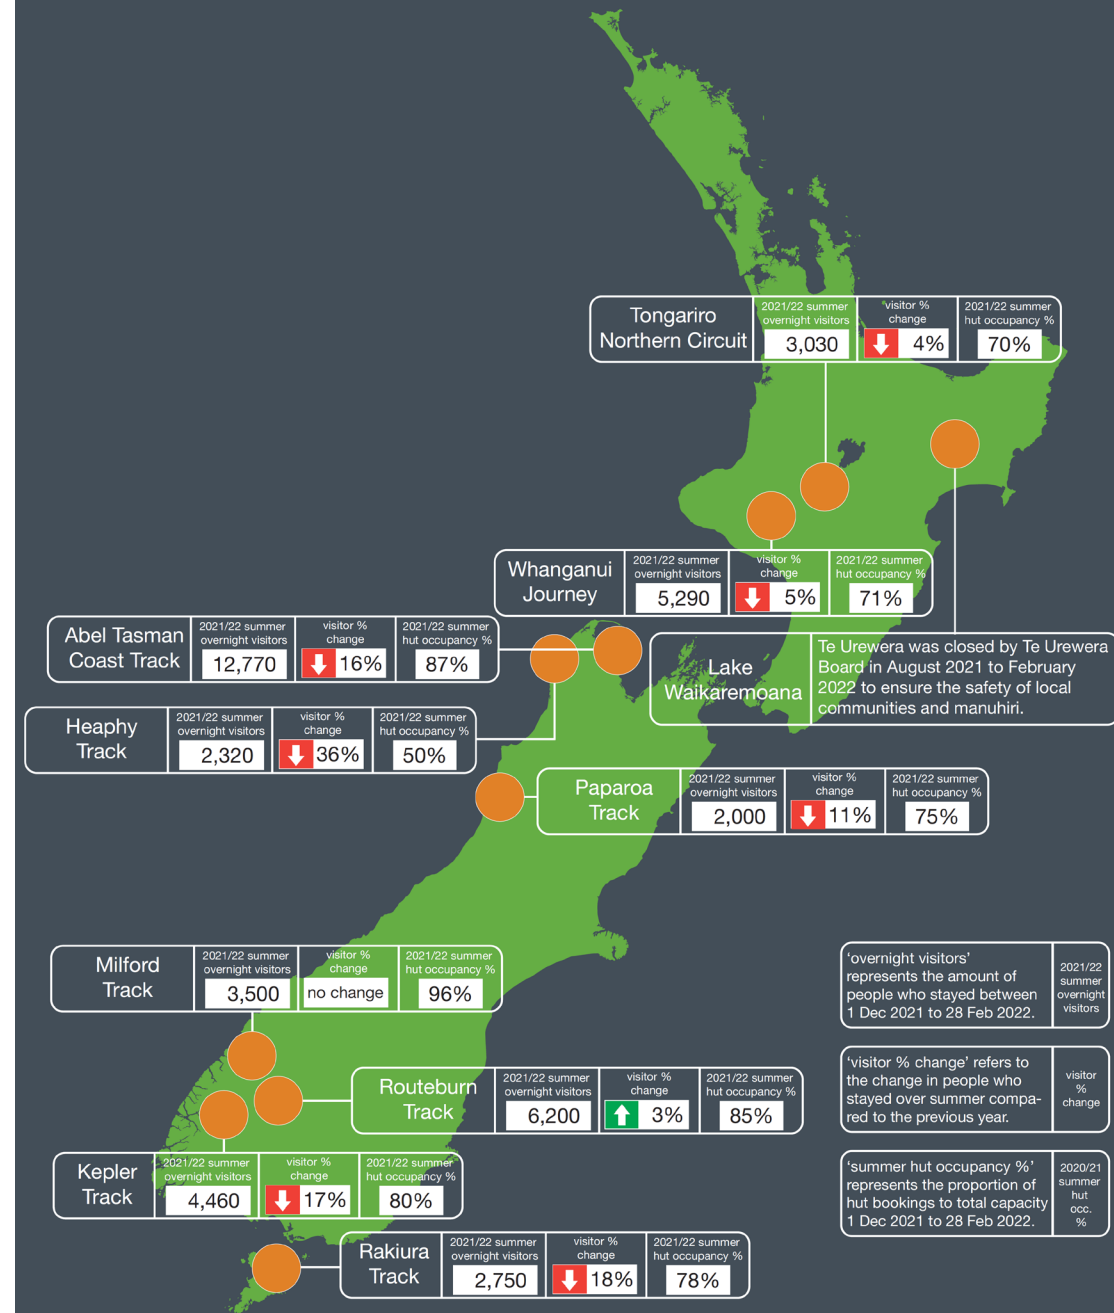 Tongariro
Northern Circuit
2021/22 summer
overnight visitors
3,030
visitor %
change
4%
2021/22 summer
hut occupancy %
70%
Whanganui
Journey
2021/22 summer
overnight visitors
5,290
visitor %
change
5%
2021/22 summer
hut occupancy %
71%
Abel Tasman
Coast Track
2021/22 summer
overnight visitors
12,770
visitor %
change
16%
2021/22 summer
hut occupancy %
87%
Lake
Waikaremoana
Te Urewera was closed by Te Urewera
Board in August 2021 to February
2022 to ensure the safety of local
communities and manuhiri.
Heaphy
Track
2021/22 summer
overnight visitors
2,320
visitor %
change
36%
2021/22 summer
hut occupancy %
50%
Paparoa
Track
2021/22 summer
overnight visitors
2,000
visitor %
change
11%
2021/22 summer
hut occupancy %
75%
Milford
Track
2021/22 summer
overnight visitors
3,500
visitor %
change
no change
2021/22 summer
hut occupancy %
96%
'overnight visitors'
represents the amount of
people who stayed between
1 Dec 2021 to 28 Feb 2022.
2021/22
summer
overnight
visitors
'visitor % change' refers to
the change in people who
stayed over summer compa-
red to the previous year.
visitor
%
change
Routeburn
Track
2021/22 summer
overnight visitors
6,200
visitor %
change
3%
2021/22 summer
hut occupancy %
85%
Kepler
Track
2021/22 summer
overnight visitors
4,460
visitor %
change
17%
2021/22 summer
hut occupancy %
80%
'summer hut occupancy %'
represents the proportion of
hut bookings to total capacity
1 Dec 2021 to 28 Feb 2022.
2020/21
summer
hut
occ.
%
Rakiura
Track
2021/22 summer
overnight visitors
2,750
visitor %
change
18%
2021/22 summer
hut occupancy %
78%